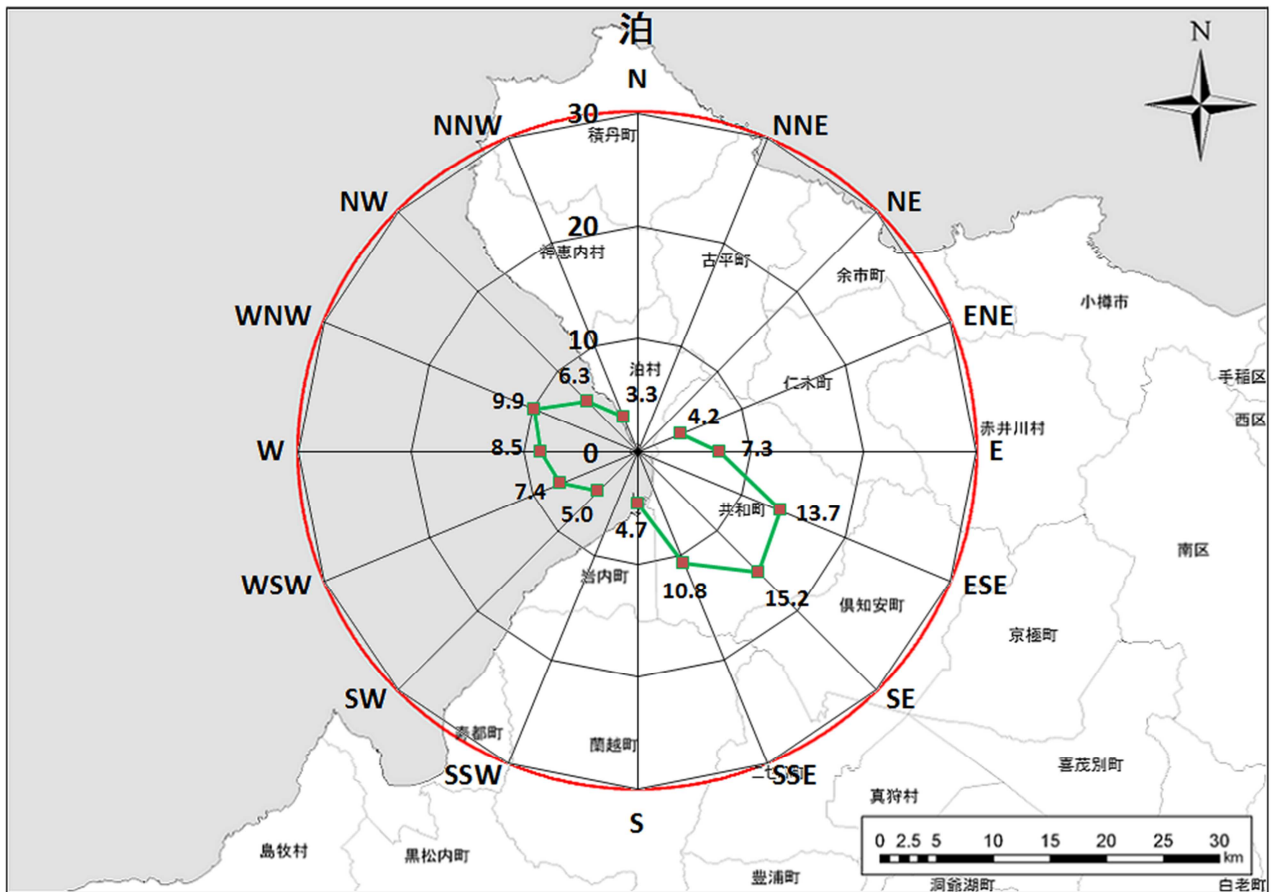 泊
N
N
30
NNW
NNE
積丹町
NW
NE
20
神恵内村
古平町
余市町
小樽市
WNW
ENE
10
泊村
手稲区
6.3
3.3
仁木町
西区
9.9
4.2
赤井川村
W
8.5
0
7.3
E
7.4
5.0
4.7
共和町
13.7
南区
岩内町
WSW
10.8
15.2
倶知安町
ESE
京極町
SW
SE
寿都町
蘭越町
喜茂別町
SSW
SSE
真狩村
S
0 2.5 5 10 15 20 25 30
km
島牧村
黒松内町
豊浦町
洞爺湖町
白老町